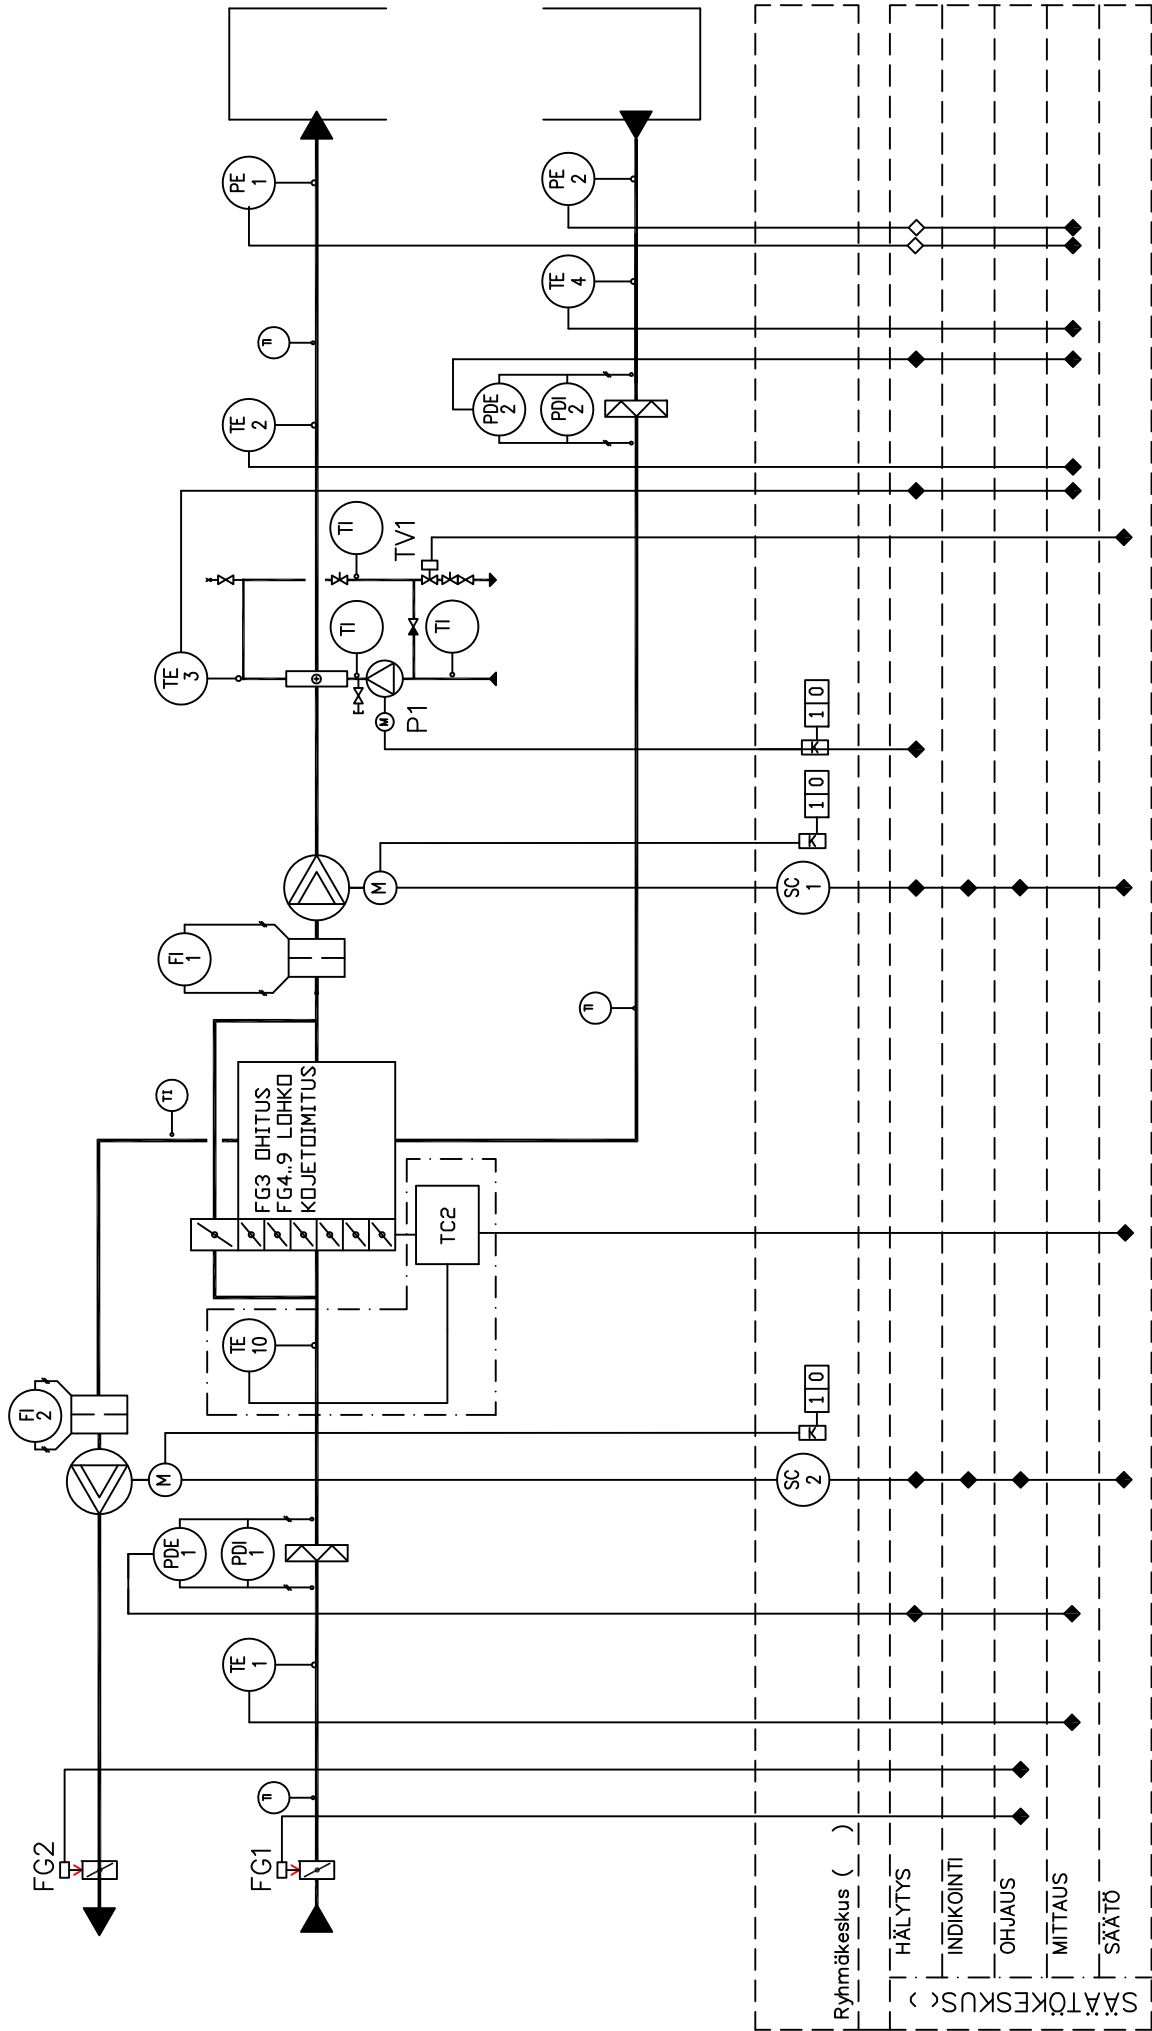 FG2
FG1
TI
TE
1
PDE
1
PDI
1
M
FI
2
TE
10
TC2
FG3 OHITUS
FG4..9 LOHKO
KOJETOIMITUS
TI
TI
FI
1
M
P1
M
TE
3
TI
TI
TI
TV1
TE
2
TI
PE
1
PDE
2
PDI
2
TE
4
PE
2
SC
2
K
1 0
SC
1
K
1 0
K
1 0
Ryhmäkeskus ( )
SÄÄTÖKESKUS( )
HÄLYTYS
INDIKOINTI
OHJAUS
MITTAUS
SÄÄTÖ